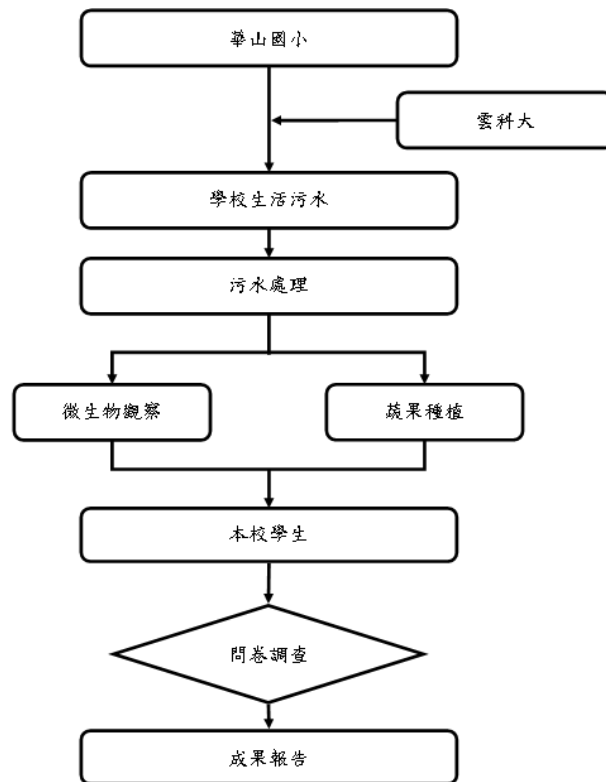 華山國小
雲科大
學校生活污水
污水處理
微生物觀察
蔬果種植
本校學生
問卷調查
成果報告